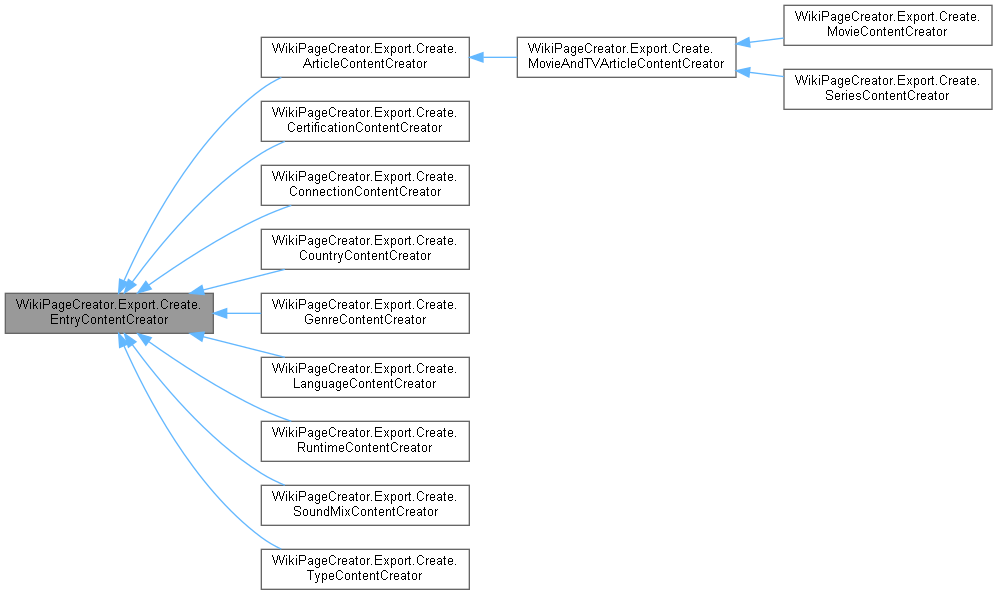 WikiPageCreator.Export.Create.
MovieContentCreator
WikiPageCreator.Export.Create.
ArticleContentCreator
WikiPageCreator.Export.Create.
MovieAndTVArticleContentCreator
WikiPageCreator.Export.Create.
SeriesContentCreator
WikiPageCreator.Export.Create.
CertificationContentCreator
WikiPageCreator.Export.Create.
ConnectionContentCreator
WikiPageCreator.Export.Create.
CountryContentCreator
WikiPageCreator.Export.Create.
EntryContentCreator
WikiPageCreator.Export.Create.
GenreContentCreator
WikiPageCreator.Export.Create.
LanguageContentCreator
WikiPageCreator.Export.Create.
RuntimeContentCreator
WikiPageCreator.Export.Create.
SoundMixContentCreator
WikiPageCreator.Export.Create.
TypeContentCreator